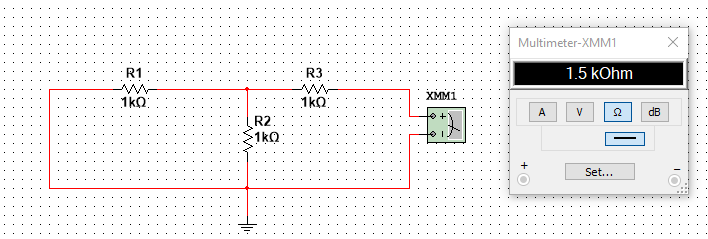 R1
1kΩ
R3
1kΩ
R2
1kΩ
XMM1
Multimeter-XMM1
1.5 kOhm
A
V
Ω
dB
+
Set...
−